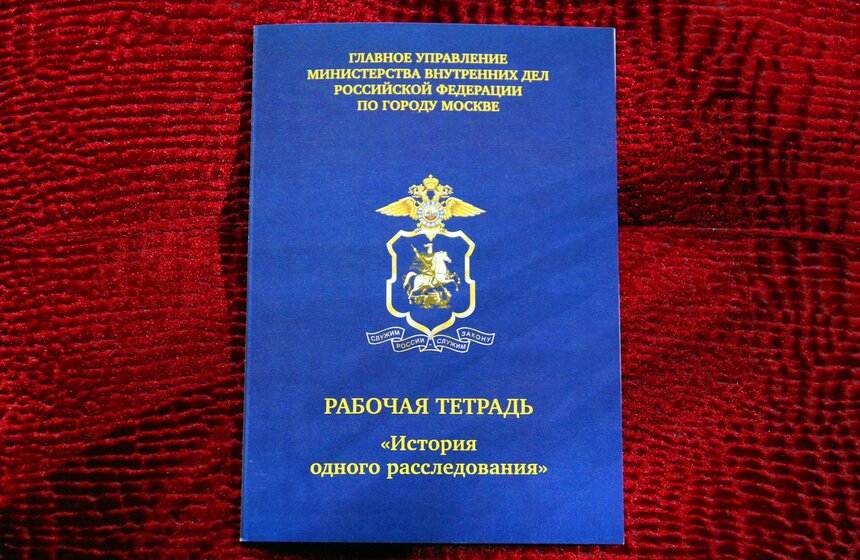 ГЛАВНОЕ УПРАВЛЕНИЕ
МИНИСТЕРСТВА ВНУТРЕННИХ ДЕЛ
РОССИЙСКОЙ ФЕДЕРАЦИИ
ПО ГОРОДУ МОСКВЕ
СЛУЖИМ РОССИИ - СЛУЖИМ ЗАКОНУ
РАБОЧАЯ ТЕТРАДЬ
«История
одного расследования»